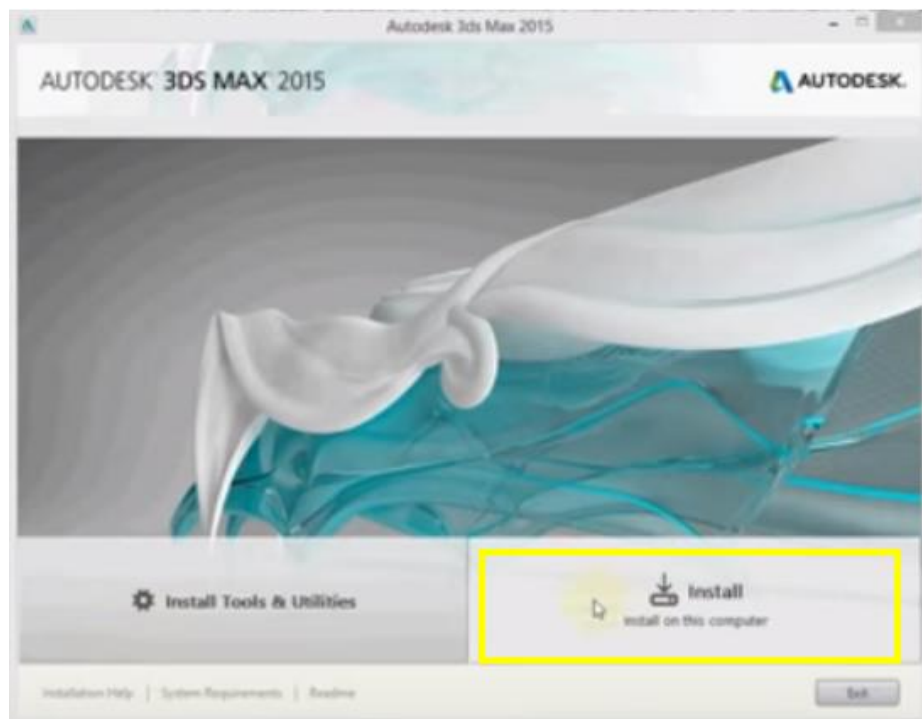 Autodesk 3ds Max 2015
AUTODESK® 3DS MAX® 2015
AUTODESK.
Install Tools & Utilities
Install
Install on this computer
Installation Help | System Requirements | Readme
Exit